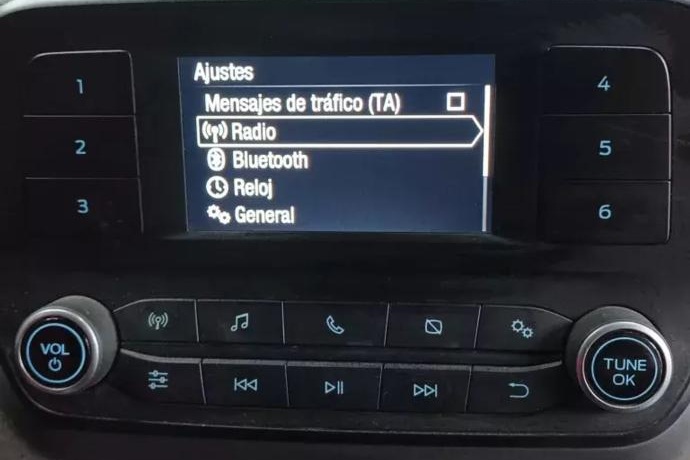 Ajustes
Mensajes de tráfico (TA)
Radio
Bluetooth
Reloj
General
1
2
3
4
5
6
VOL
TUNE
OK